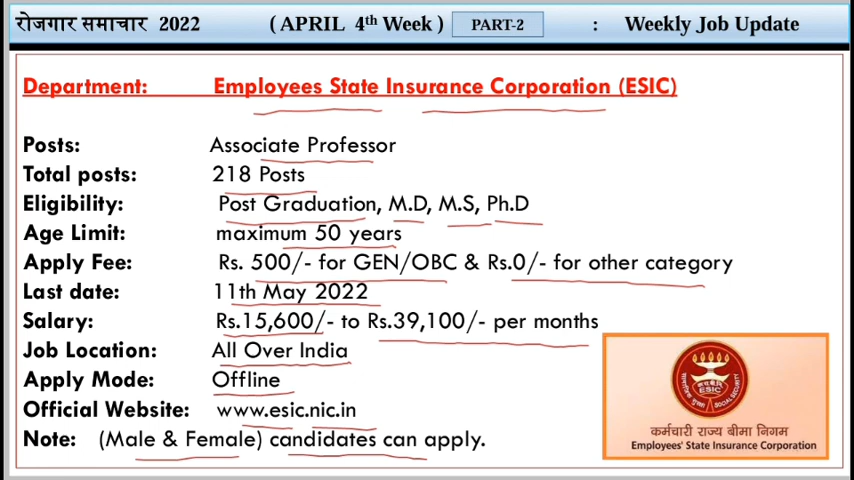 रोजगार समाचार 2022 ( APRIL 4th Week ) PART-2 : Weekly Job Update
Department: Employees State Insurance Corporation (ESIC)
Posts: Associate Professor
Total posts: 218 Posts
Eligibility: Post Graduation, M.D, M.S, Ph.D
Age Limit: maximum 50 years
Apply Fee: Rs. 500/- for GEN/OBC & Rs.0/- for other category
Last date: 11th May 2022
Salary: Rs.15,600/- to Rs.39,100/- per months
Job Location: All Over India
Apply Mode: Offline
Official Website: www.esic.nic.in
Note: (Male & Female) candidates can apply.
ESIC
SOCIAL SECURITY
कर्मचारी राज्य बीमा निगम
Employees' State Insurance Corporation